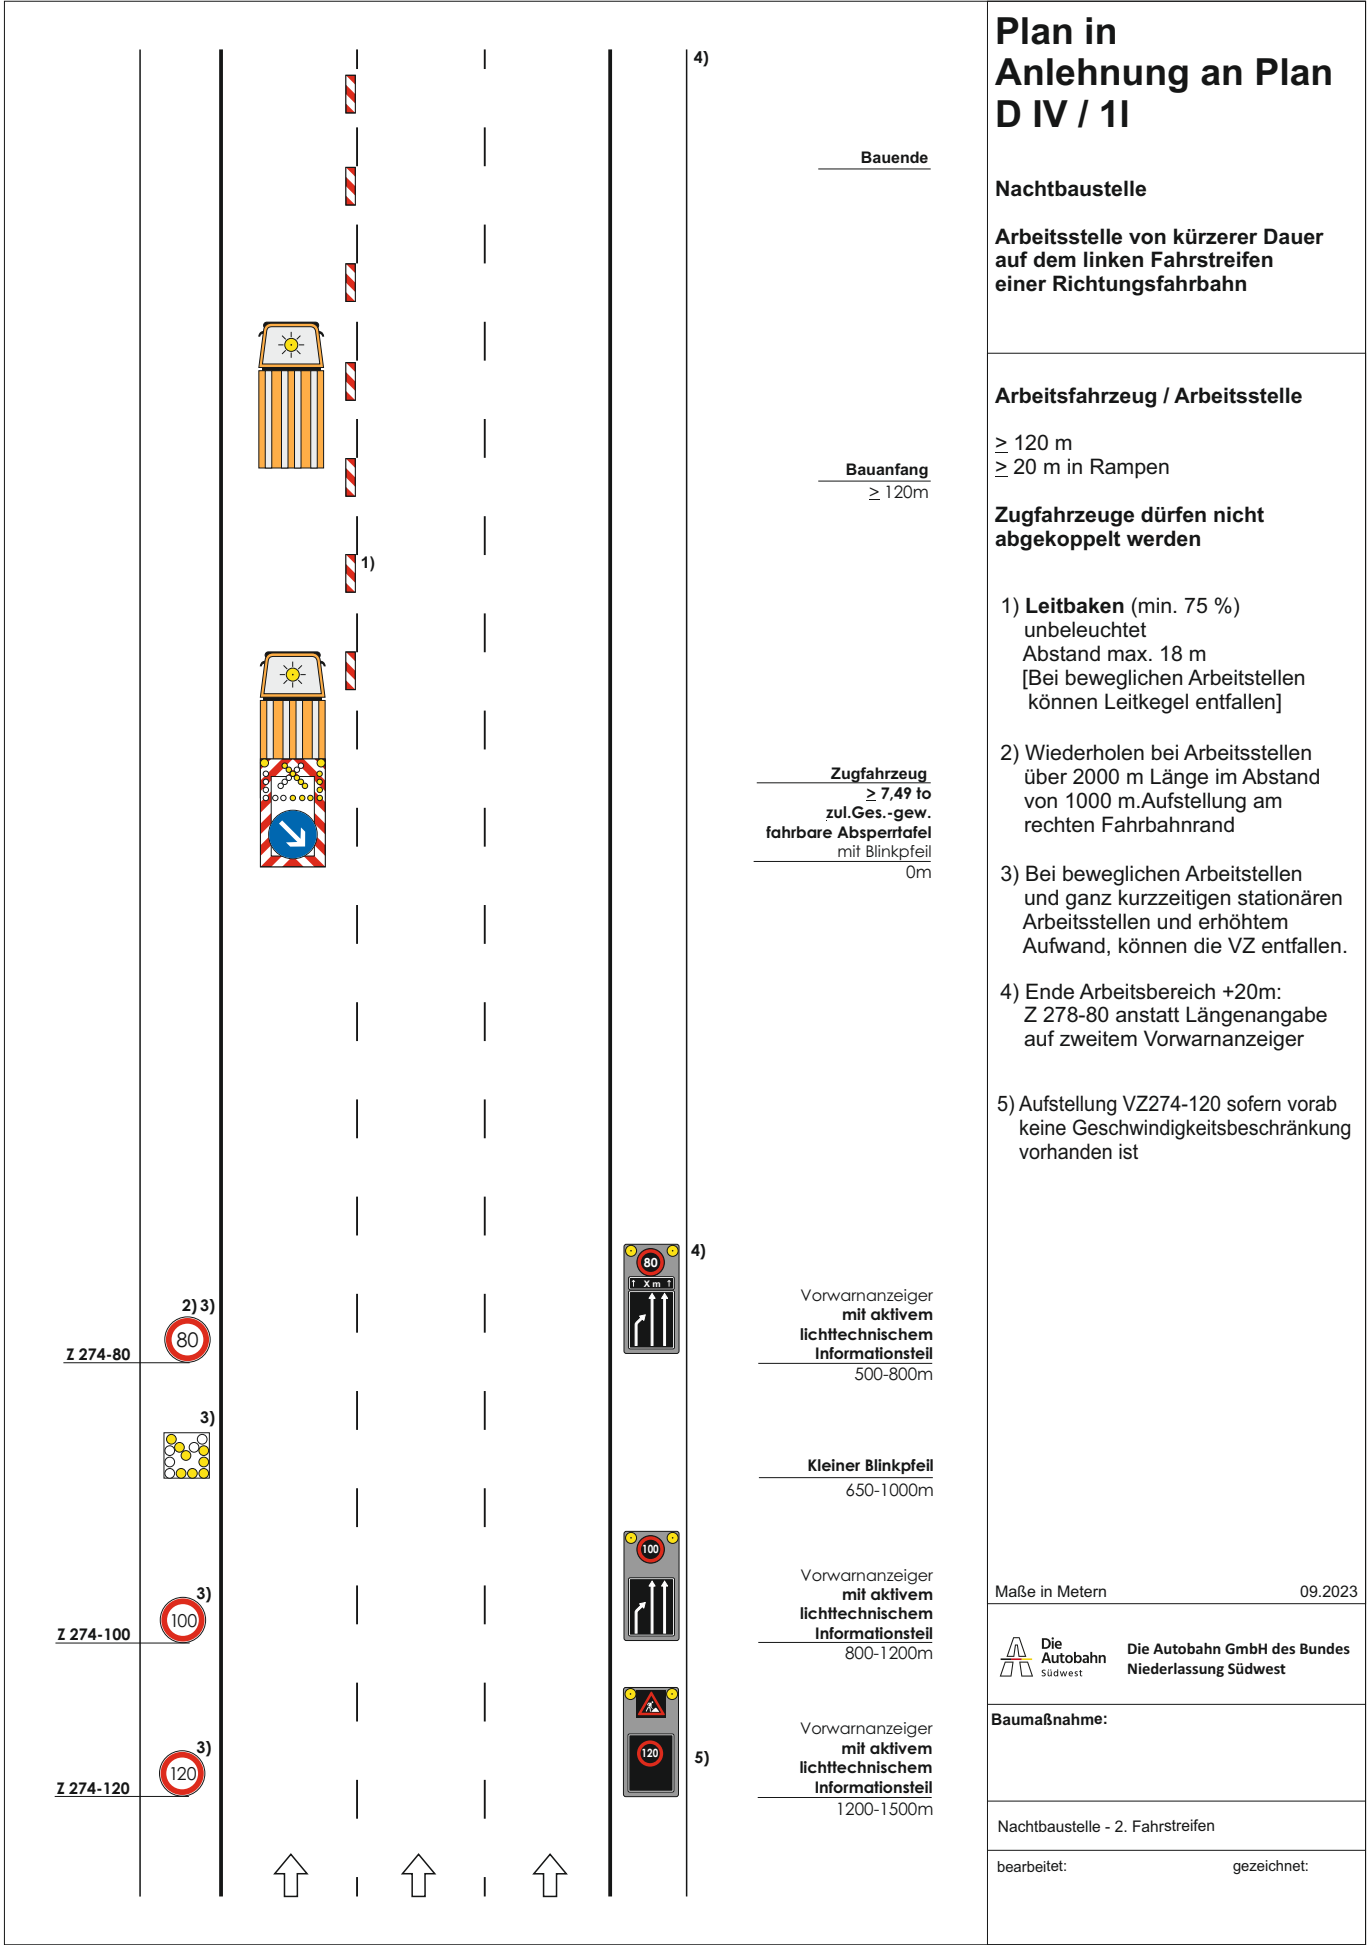 Plan in
Anlehnung an Plan
D IV / 1l
Nachtbaustelle
Arbeitsstelle von kürzerer Dauer
auf dem linken Fahrstreifen
einer Richtungsfahrbahn
Arbeitsfahrzeug / Arbeitsstelle
≥ 120 m
≥ 20 m in Rampen
Zugfahrzeuge dürfen nicht
abgekoppelt werden
1) Leitbaken (min. 75 %)
unbeleuchtet
Abstand max. 18 m
[Bei beweglichen Arbeitstellen
können Leitkegel entfallen]
2) Wiederholen bei Arbeitsstellen
über 2000 m Länge im Abstand
von 1000 m.Aufstellung am
rechten Fahrbahnrand
3) Bei beweglichen Arbeitstellen
und ganz kurzzeitigen stationären
Arbeitsstellen und erhöhtem
Aufwand, können die VZ entfallen.
4) Ende Arbeitsbereich +20m:
Z 278-80 anstatt Längenangabe
auf zweitem Vorwarnanzeiger
5) Aufstellung VZ274-120 sofern vorab
keine Geschwindigkeitsbeschränkung
vorhanden ist
Maße in Metern 09.2023
Die
Autobahn
Südwest
Die Autobahn GmbH des Bundes
Niederlassung Südwest
Baumaßnahme:
Nachtbaustelle - 2. Fahrstreifen
bearbeitet: gezeichnet:
4)
Bauende
Bauanfang
≥ 120m
1)
Zugfahrzeug
≥ 7,49 to
zul.Ges.-gew.
fahrbare Absperrtafel
mit Blinkpfeil
0m
4)
80
↑ X m ↑
Vorwarnanzeiger
mit aktivem
lichttechnischem
Informationsteil
500-800m
2) 3)
80
Z 274-80
3)
Kleiner Blinkpfeil
650-1000m
100
Vorwarnanzeiger
mit aktivem
lichttechnischem
Informationsteil
800-1200m
3)
100
Z 274-100
120
5)
Vorwarnanzeiger
mit aktivem
lichttechnischem
Informationsteil
1200-1500m
3)
120
Z 274-120